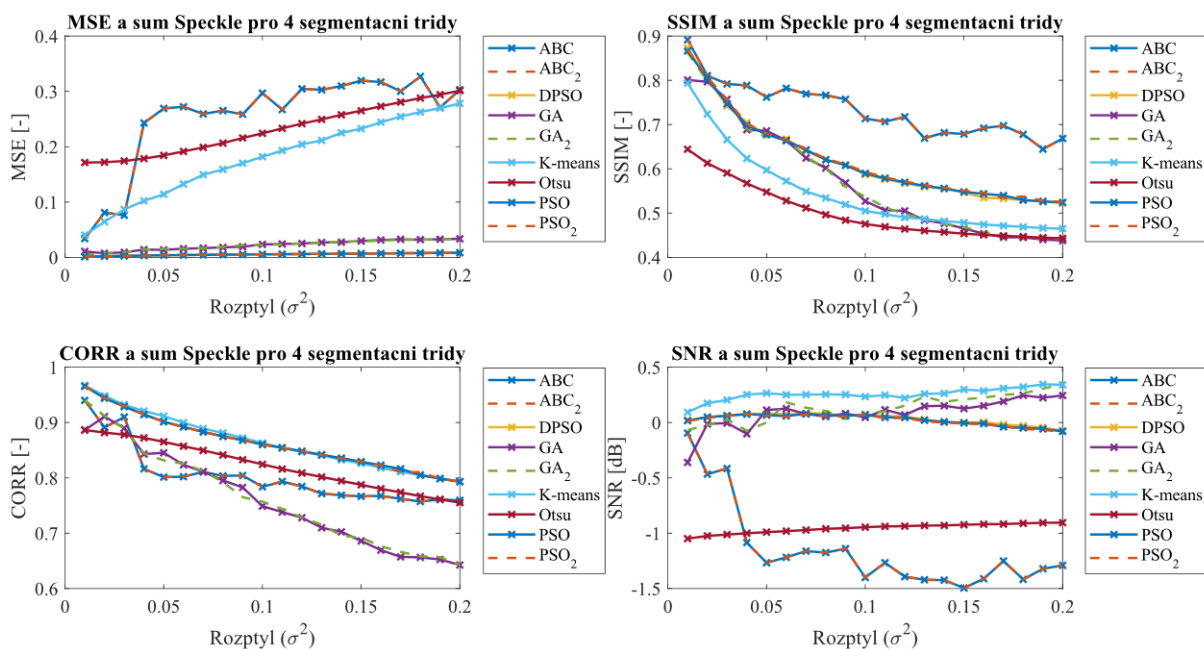 MSE a sum Speckle pro 4 segmentacni tridy
0.4
0.3
0.2
0.1
0
MSE [-]
0
0.05
0.1
0.15
0.2
Rozptyl (σ²)
ABC
ABC₂
DPSO
GA
GA₂
K-means
Otsu
PSO
PSO₂
SSIM a sum Speckle pro 4 segmentacni tridy
0.9
0.8
0.7
0.6
0.5
0.4
SSIM [-]
0
0.05
0.1
0.15
0.2
Rozptyl (σ²)
ABC
ABC₂
DPSO
GA
GA₂
K-means
Otsu
PSO
PSO₂
CORR a sum Speckle pro 4 segmentacni tridy
1
0.9
0.8
0.7
0.6
CORR [-]
0
0.05
0.1
0.15
0.2
Rozptyl (σ²)
ABC
ABC₂
DPSO
GA
GA₂
K-means
Otsu
PSO
PSO₂
SNR a sum Speckle pro 4 segmentacni tridy
0.5
0
-0.5
-1
-1.5
SNR [dB]
0
0.05
0.1
0.15
0.2
Rozptyl (σ²)
ABC
ABC₂
DPSO
GA
GA₂
K-means
Otsu
PSO
PSO₂